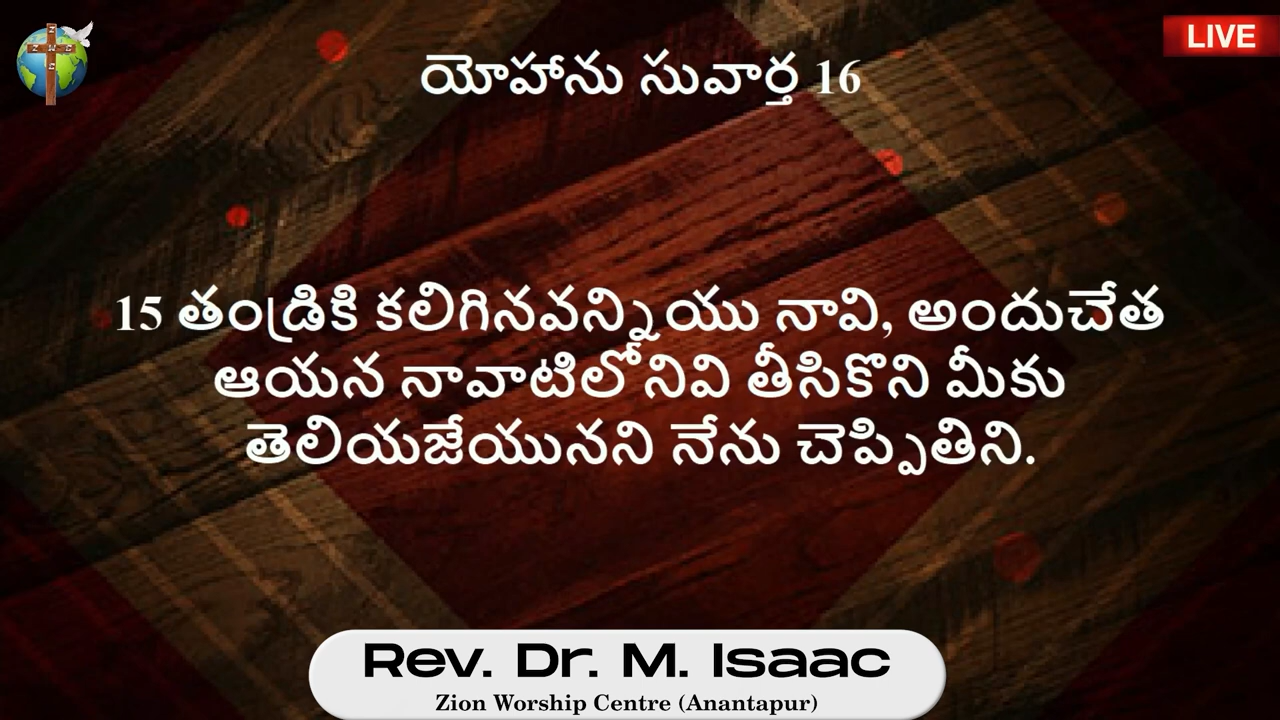 LIVE
యోహాను సువార్త 16
15 తండ్రికి కలిగినవన్నియు నావి, అందుచేత
ఆయన నావాటిలోనివి తీసికొని మీకు
తెలియజేయునని నేను చెప్పితిని.
Rev. Dr. M. Isaac
Zion Worship Centre (Anantapur)